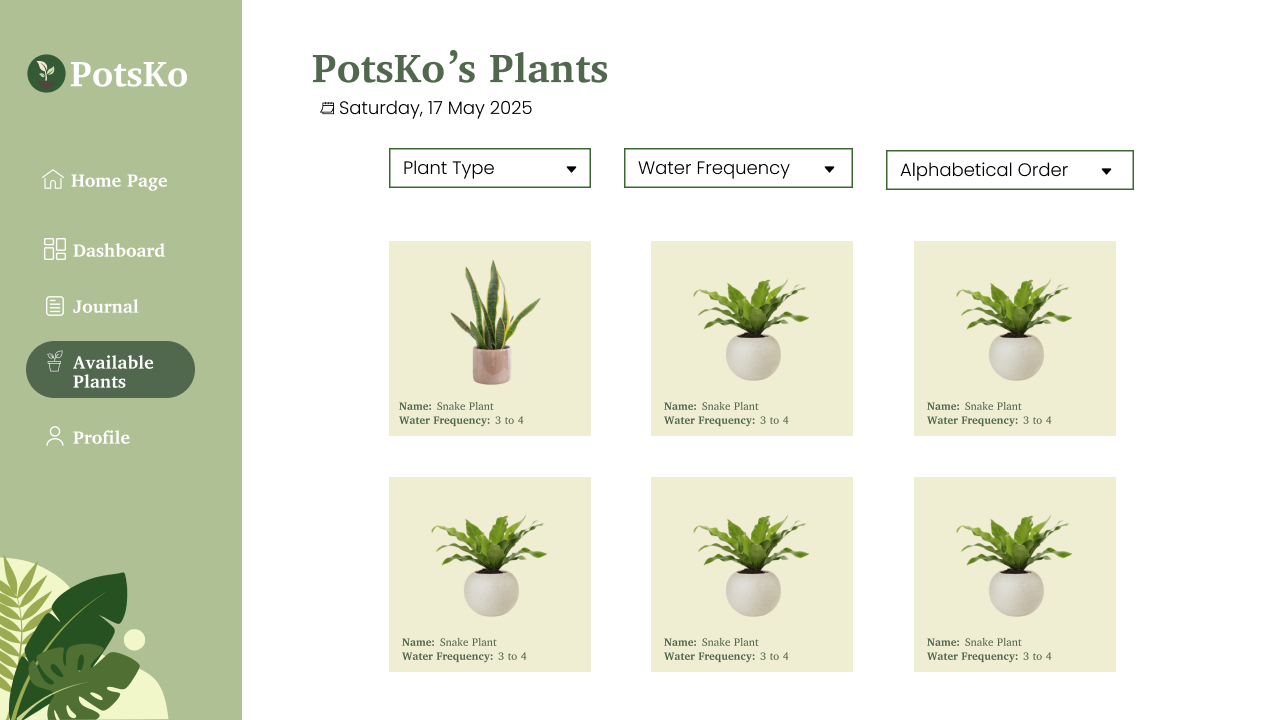 PotsKo
Home Page
Dashboard
Journal
Available
Plants
Profile
PotsKo’s Plants
Saturday, 17 May 2025
Plant Type
Water Frequency
Alphabetical Order
Name: Snake Plant
Water Frequency: 3 to 4
Name: Snake Plant
Water Frequency: 3 to 4
Name: Snake Plant
Water Frequency: 3 to 4
Name: Snake Plant
Water Frequency: 3 to 4
Name: Snake Plant
Water Frequency: 3 to 4
Name: Snake Plant
Water Frequency: 3 to 4